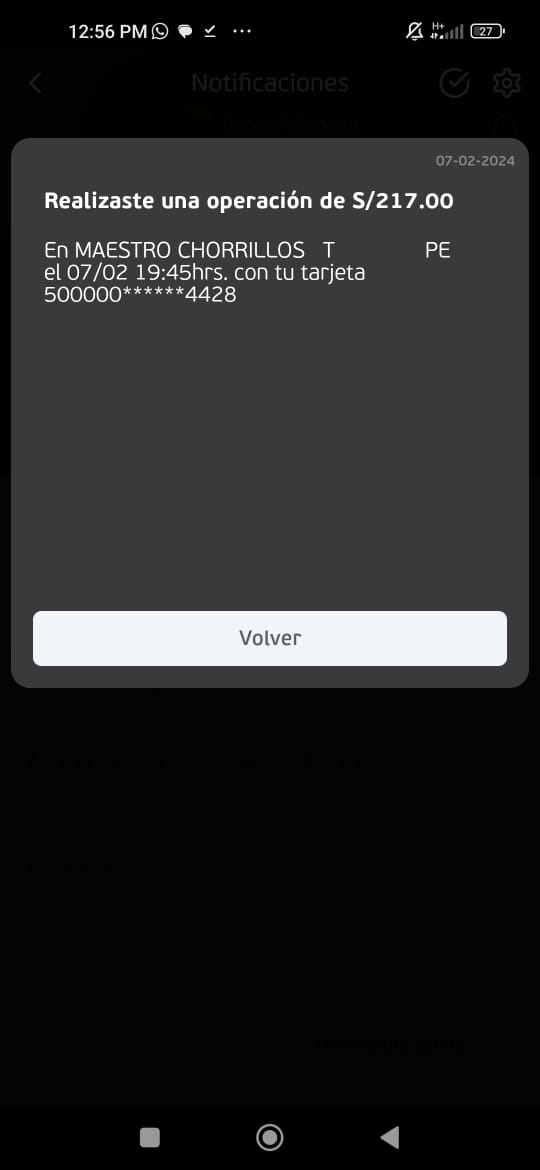 12:56 PM H+ 27
Notificaciones
07-02-2024
Realizaste una operación de S/217.00
En MAESTRO CHORRILLOS T PE
el 07/02 19:45hrs. con tu tarjeta
500000******4428
Volver